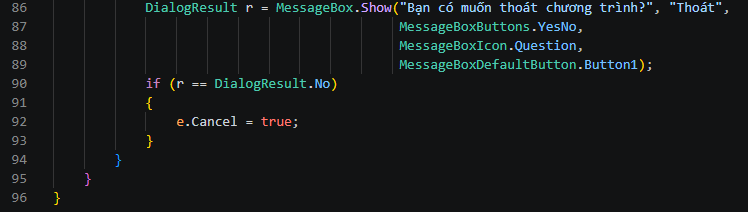 86 DialogResult r = MessageBox.Show("Bạn có muốn thoát chương trình?", "Thoát",
87 MessageBoxButtons.YesNo,
88 MessageBoxIcon.Question,
89 MessageBoxDefaultButton.Button1);
90 if (r == DialogResult.No)
91 {
92 e.Cancel = true;
93 }
94 }
95 }
96 }